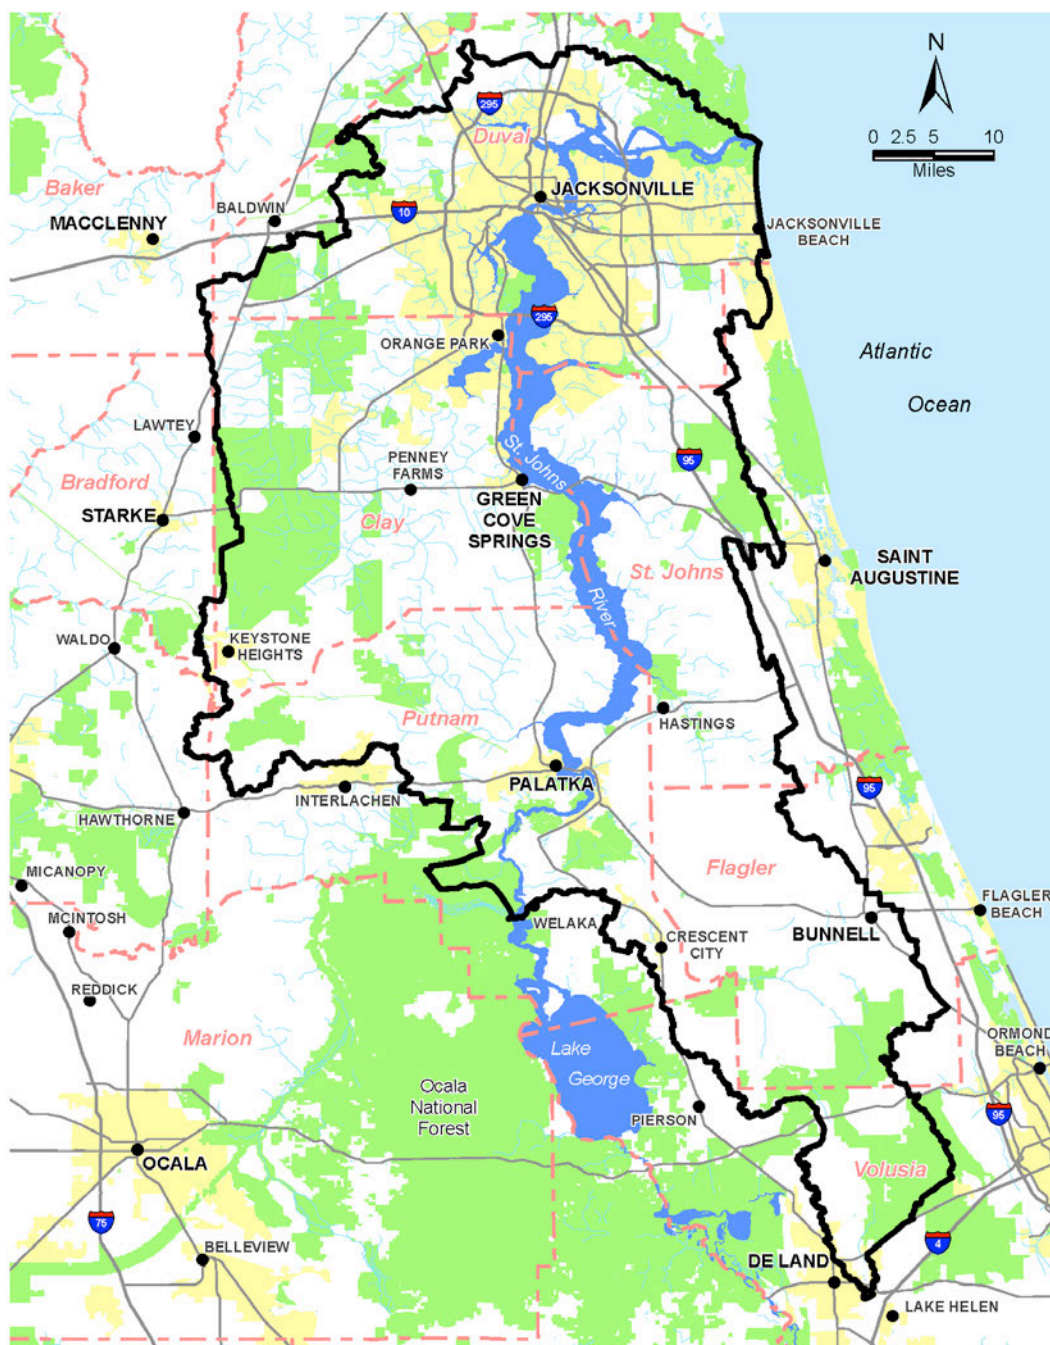 N
0 2.5 5 10
Miles
295
Duval
Baker
MACCLENNY
BALDWIN
10
JACKSONVILLE
JACKSONVILLE
BEACH
295
ORANGE PARK
Atlantic
Ocean
LAWTEY
PENNEY
FARMS
St. Johns
95
Bradford
STARKE
Clay
GREEN
COVE
SPRINGS
St. Johns
SAINT
AUGUSTINE
River
WALDO
KEYSTONE
HEIGHTS
Putnam
HASTINGS
PALATKA
INTERLACHEN
95
HAWTHORNE
MICANOPY
Flagler
FLAGLER
BEACH
MCINTOSH
WELAKA
CRESCENT
CITY
BUNNELL
REDDICK
Marion
Lake
George
ORMOND
BEACH
Ocala
National
Forest
PIERSON
95
OCALA
Volusia
75
BELLEVIEW
4
DE LAND
LAKE HELEN